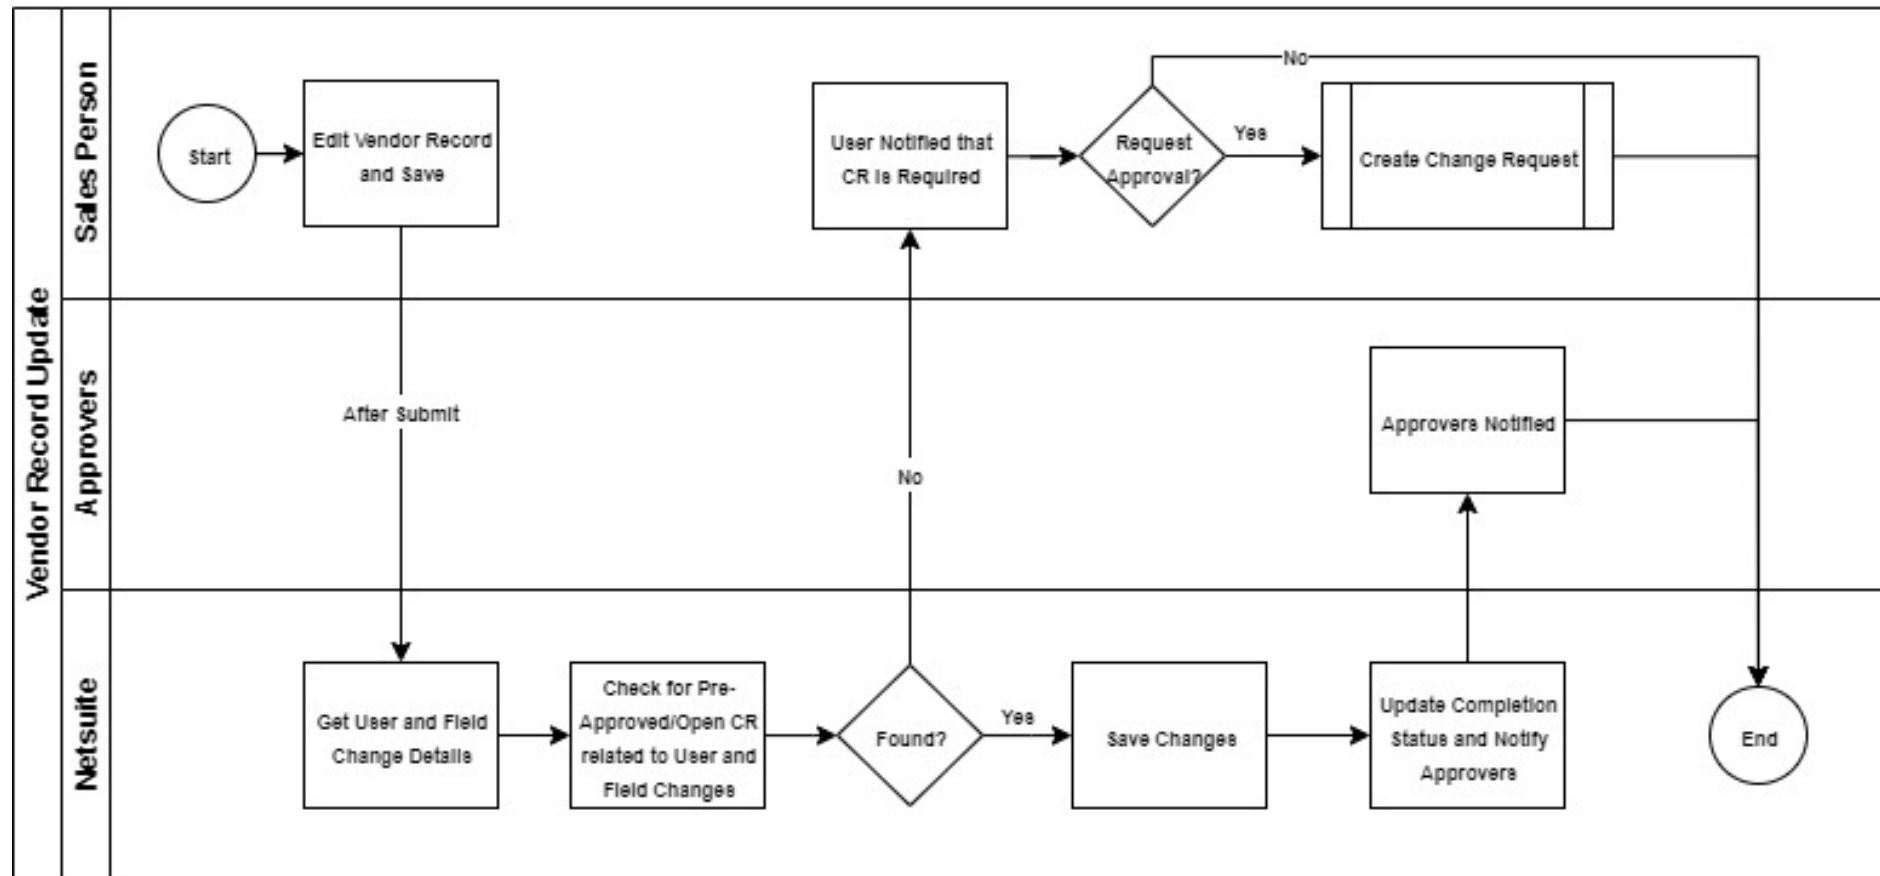 Vendor Record Update
Sales Person
Start
Edit Vendor Record
and Save
User Notified that
CR is Required
Request
Approval?
No
Yes
Create Change Request
Approvers
After Submit
No
Approvers Notified
Netsuite
Get User and Field
Change Details
Check for Pre-
Approved/Open CR
related to User and
Field Changes
Found?
Yes
Save Changes
Update Completion
Status and Notify
Approvers
End